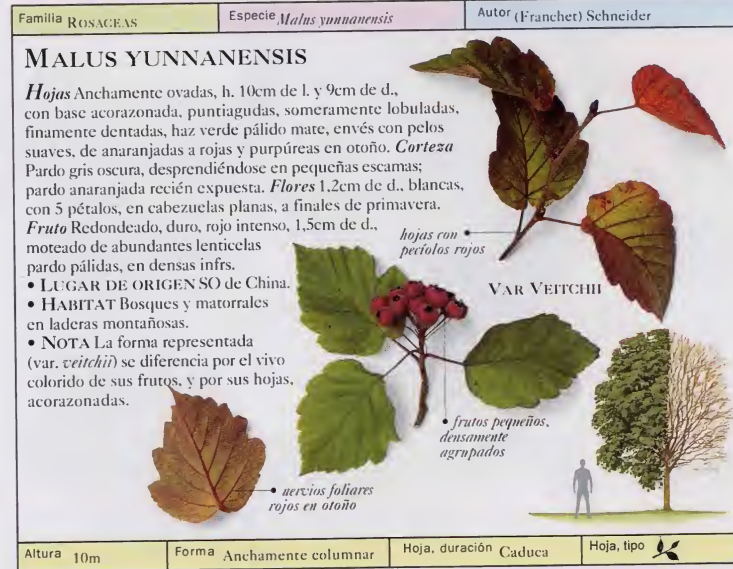 Familia ROSACEAS
Especie Malus yunnanensis
Autor (Franchet) Schneider
MALUS YUNNANENSIS
Hojas Anchamente ovadas, h. 10cm de l. y 9cm de d.,
con base acorazonada, puntiagudas, someramente lobuladas,
finamente dentadas, haz verde pálido mate, envés con pelos
suaves, de anaranjadas a rojas y purpúreas en otoño. Corteza
Pardo gris oscura, desprendiéndose en pequeñas escamas;
pardo anaranjada recién expuesta. Flores 1.2cm de d., blancas,
con 5 pétalos, en cabezuelas planas, a finales de primavera.
Fruto Redondeado, duro, rojo intenso, 1,5cm de d.,
moteado de abundantes lenticelas
pardo pálidas, en densas infrs.
• LUGAR DE ORIGEN SO de China.
• HABITAT Bosques y matorrales
en laderas montañosas.
• NOTA La forma representada
(var. veitchii) se diferencia por el vivo
colorido de sus frutos, y por sus hojas,
acorazonadas.
hojas con •
pecíolos rojos
VAR VEITCHII
• frutos pequeños,
densamente
agrupados
• nervios foliares
rojos en otoño
Altura 10m
Forma Anchamente columnar
Hoja, duración Caduca
Hoja, tipo